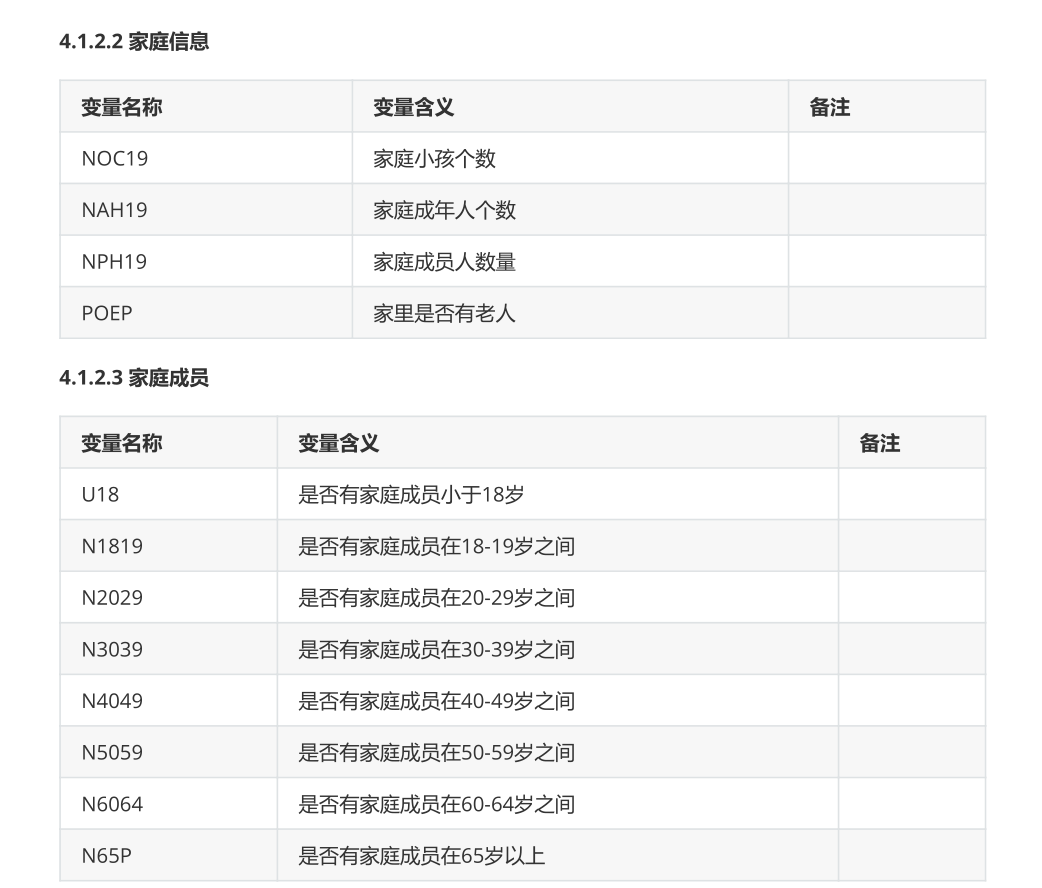 4.1.2.2 家庭信息
变量名称 变量含义 备注
NOC19 家庭小孩个数
NAH19 家庭成年人个数
NPH19 家庭成员人数量
POEP 家里是否有老人
4.1.2.3 家庭成员
变量名称 变量含义 备注
U18 是否有家庭成员小于18岁
N1819 是否有家庭成员在18-19岁之间
N2029 是否有家庭成员在20-29岁之间
N3039 是否有家庭成员在30-39岁之间
N4049 是否有家庭成员在40-49岁之间
N5059 是否有家庭成员在50-59岁之间
N6064 是否有家庭成员在60-64岁之间
N65P 是否有家庭成员在65岁以上